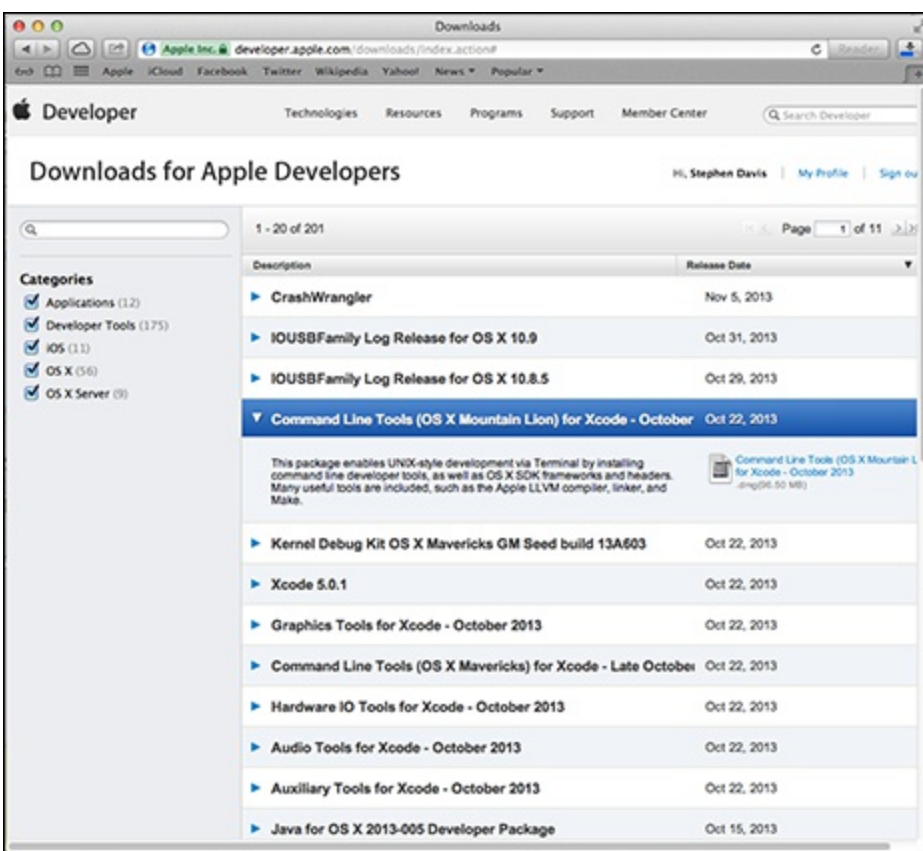 Downloads
Apple Inc. developer.apple.com/downloads/index.action# Reader
Apple iCloud Facebook Twitter Wikipedia Yahoo! News Popular
Developer Technologies Resources Programs Support Member Center Search Developer
Downloads for Apple Developers Hi, Stephen Davis My Profile Sign ou
1 - 20 of 201 Page 1 of 11
Description Release Date
Categories
Applications (12)
Developer Tools (175)
iOS (11)
OS X (56)
OS X Server (9)
CrashWrangler Nov 5, 2013
IOUSBFamily Log Release for OS X 10.9 Oct 31, 2013
IOUSBFamily Log Release for OS X 10.8.5 Oct 29, 2013
Command Line Tools (OS X Mountain Lion) for Xcode - October Oct 22, 2013
This package enables UNIX-style development via Terminal by installing
command line developer tools, as well as OS X SDK frameworks and headers.
Many useful tools are included, such as the Apple LLVM compiler, linker, and
Make.
Command Line Tools (OS X Mountain L
for Xcode - October 2013
.dmg(96.50 MB)
Kernel Debug Kit OS X Mavericks GM Seed build 13A603 Oct 22, 2013
Xcode 5.0.1 Oct 22, 2013
Graphics Tools for Xcode - October 2013 Oct 22, 2013
Command Line Tools (OS X Mavericks) for Xcode - Late October Oct 22, 2013
Hardware IO Tools for Xcode - October 2013 Oct 22, 2013
Audio Tools for Xcode - October 2013 Oct 22, 2013
Auxiliary Tools for Xcode - October 2013 Oct 22, 2013
Java for OS X 2013-005 Developer Package Oct 15, 2013